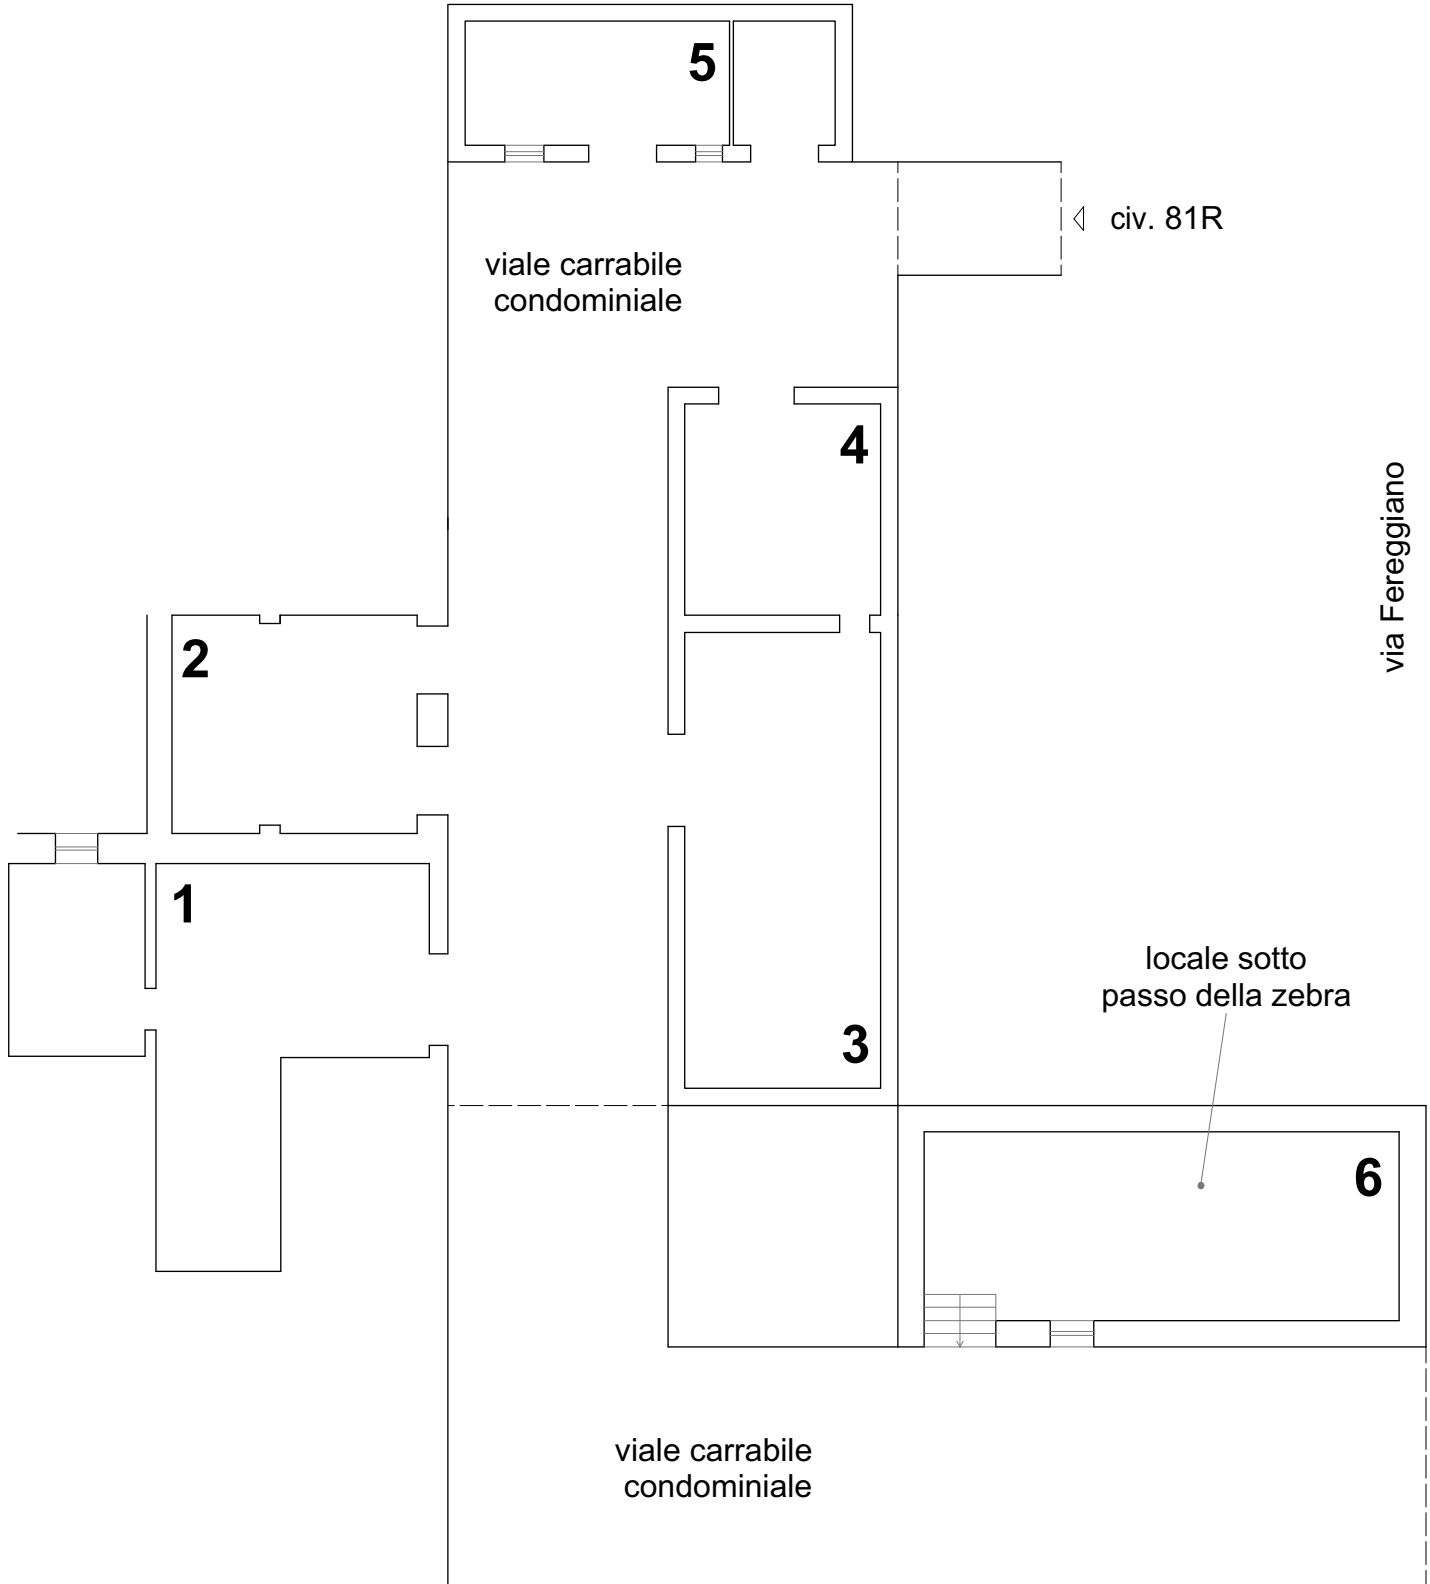 5
civ. 81R
viale carrabile
condominiale
4
via Fereggiano
2
1
locale sotto
passo della zebra
3
6
viale carrabile
condominiale